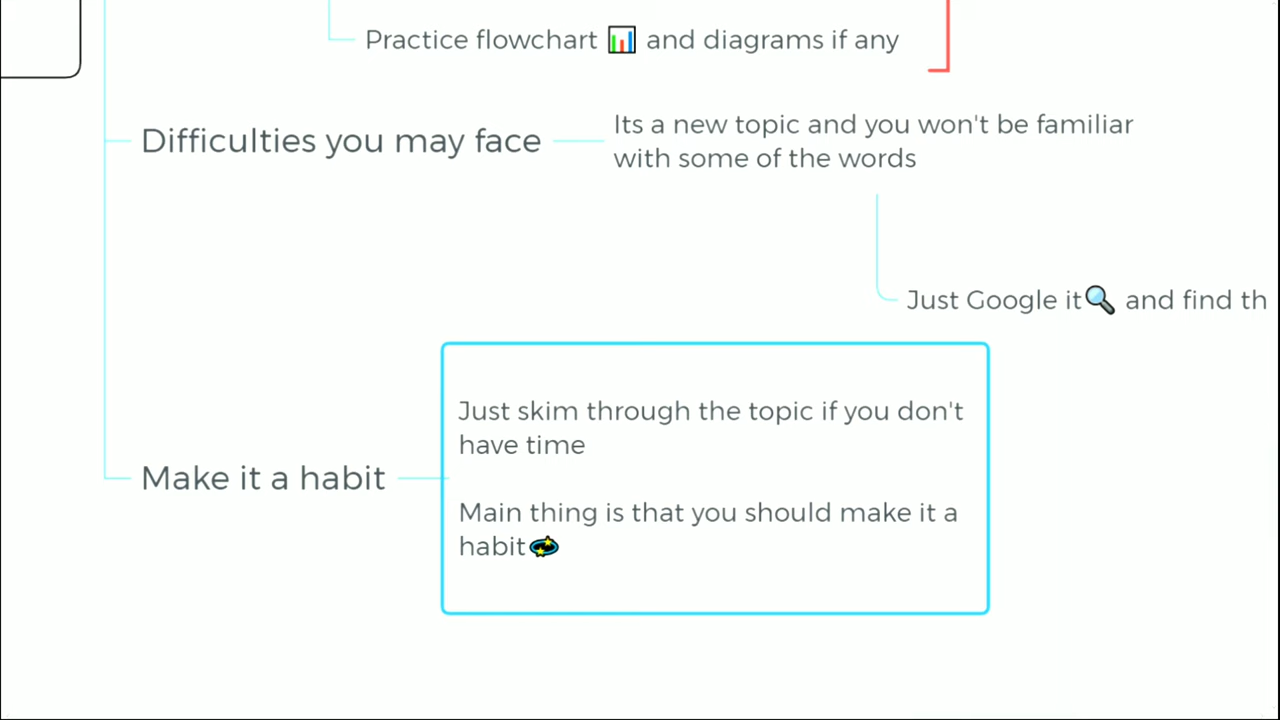 Practice flowchart 📊 and diagrams if any
Difficulties you may face
Its a new topic and you won't be familiar
with some of the words
Just Google it🔍 and find th
Just skim through the topic if you don't
have time
Make it a habit
Main thing is that you should make it a
habit💫